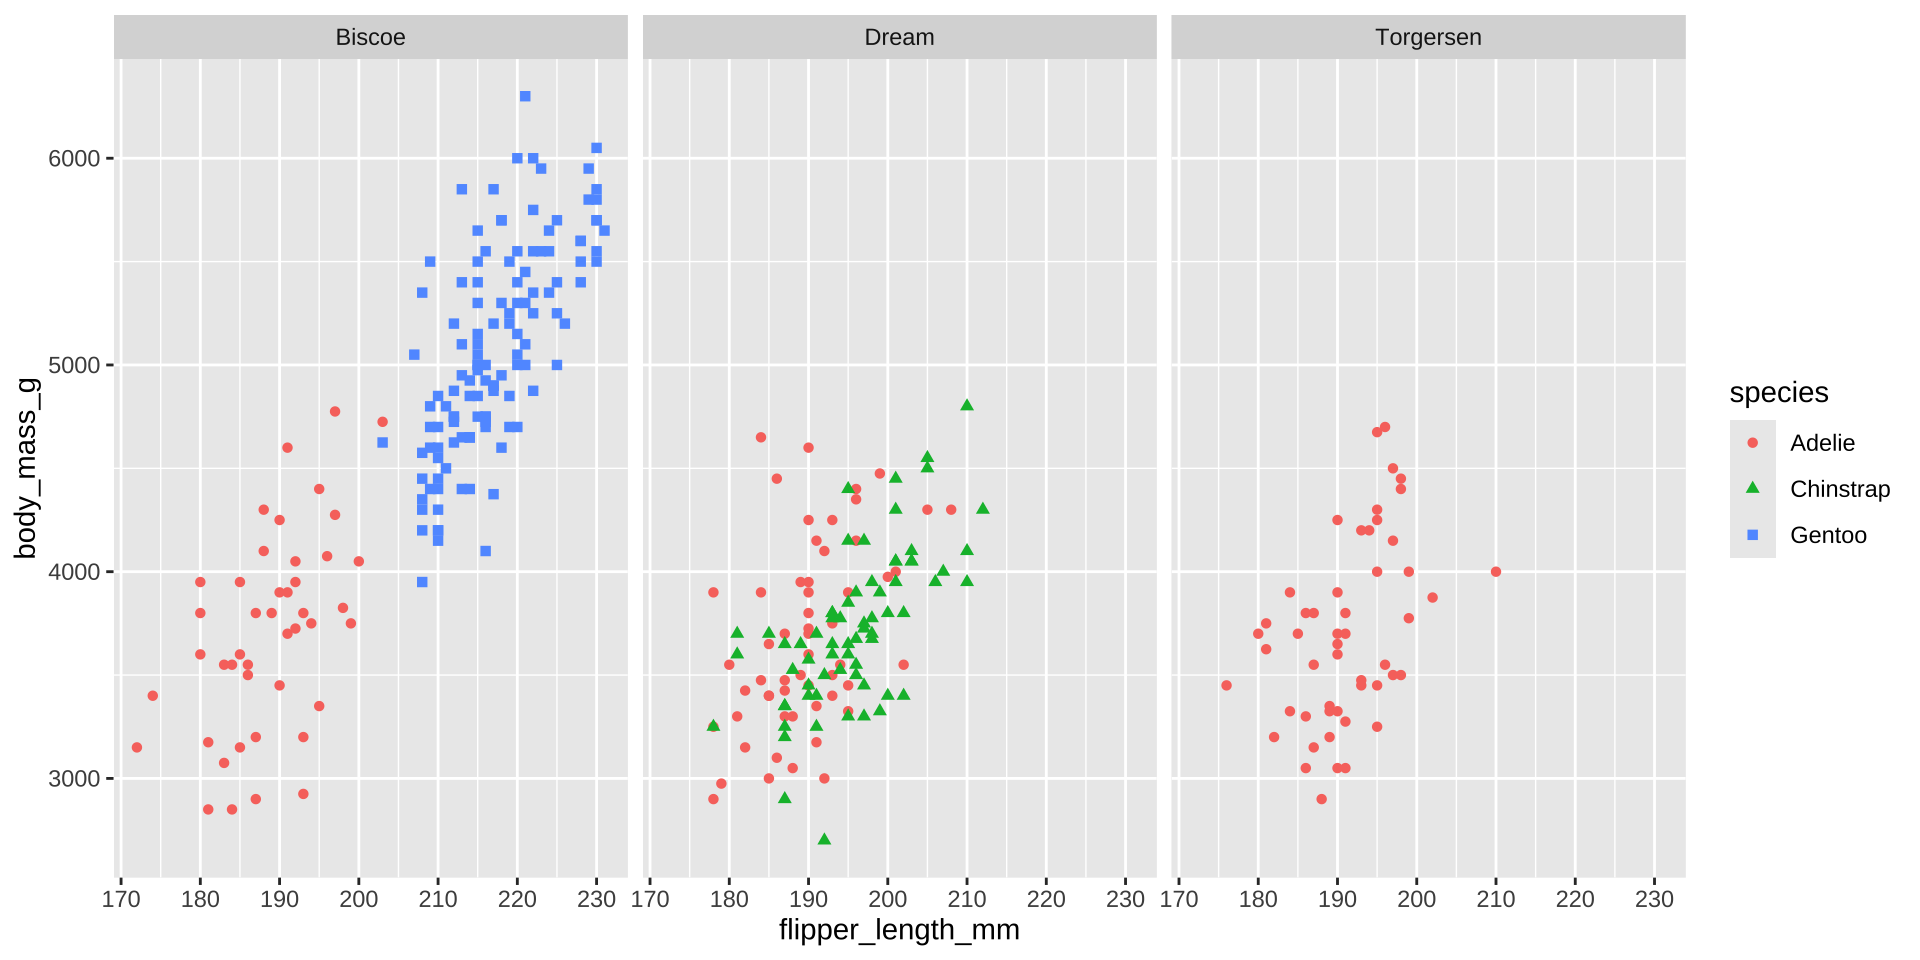 Biscoe Dream Torgersen
6000
5000
4000
3000
body_mass_g
170 180 190 200 210 220 230 170 180 190 200 210 220 230 170 180 190 200 210 220 230
flipper_length_mm
species
Adelie
Chinstrap
Gentoo